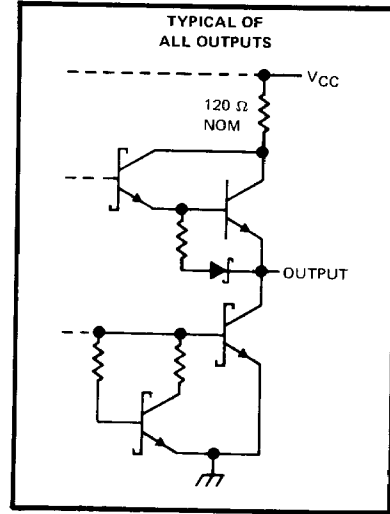 TYPICAL OF
ALL OUTPUTS
VCC
120 Ω
NOM
OUTPUT